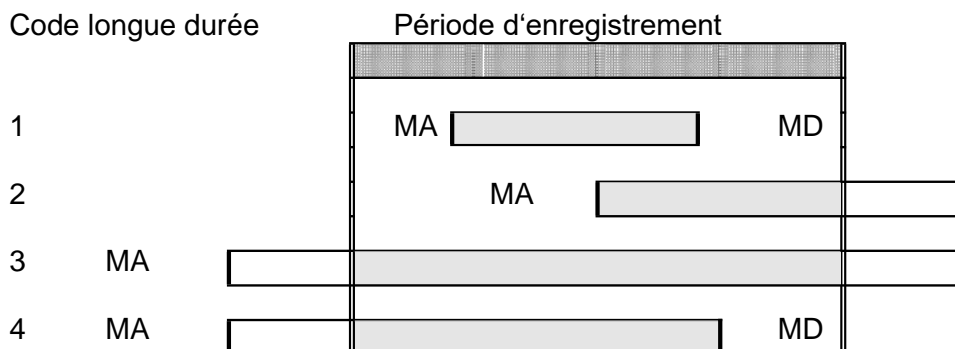 Code longue durée Période d‘enregistrement
1 MA MD
2 MA
3 MA
4 MA MD